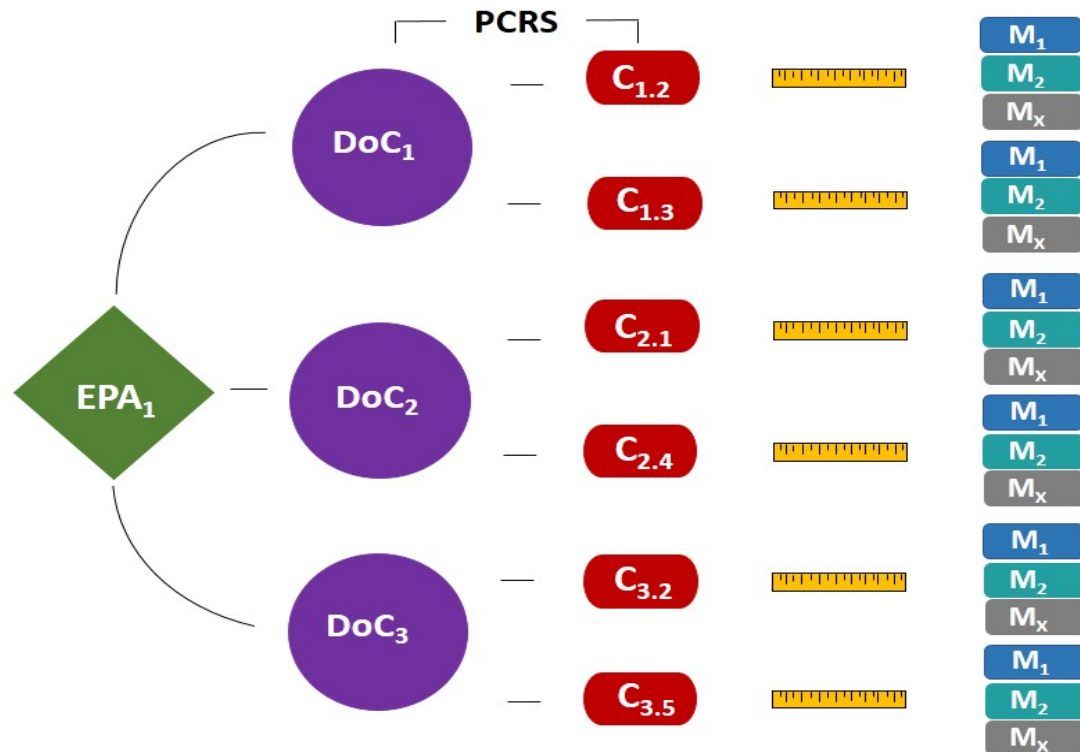 PCRS
EPA₁
DoC₁
C₁.₂
M₁
M₂
Mₓ
C₁.₃
M₁
M₂
Mₓ
DoC₂
C₂.₁
M₁
M₂
Mₓ
C₂.₄
M₁
M₂
Mₓ
DoC₃
C₃.₂
M₁
M₂
Mₓ
C₃.₅
M₁
M₂
Mₓ